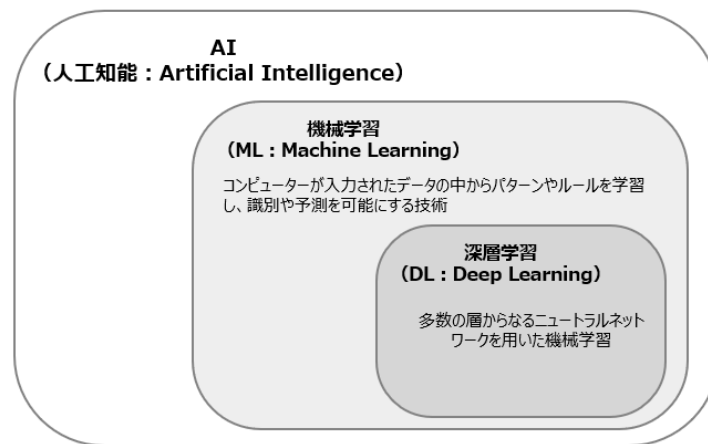 AI
（人工知能：Artificial Intelligence）
機械学習
（ML：Machine Learning）
コンピューターが入力されたデータの中からパターンやルールを学習
し、識別や予測を可能にする技術
深層学習
（DL：Deep Learning）
多数の層からなるニュートラルネット
ワークを用いた機械学習